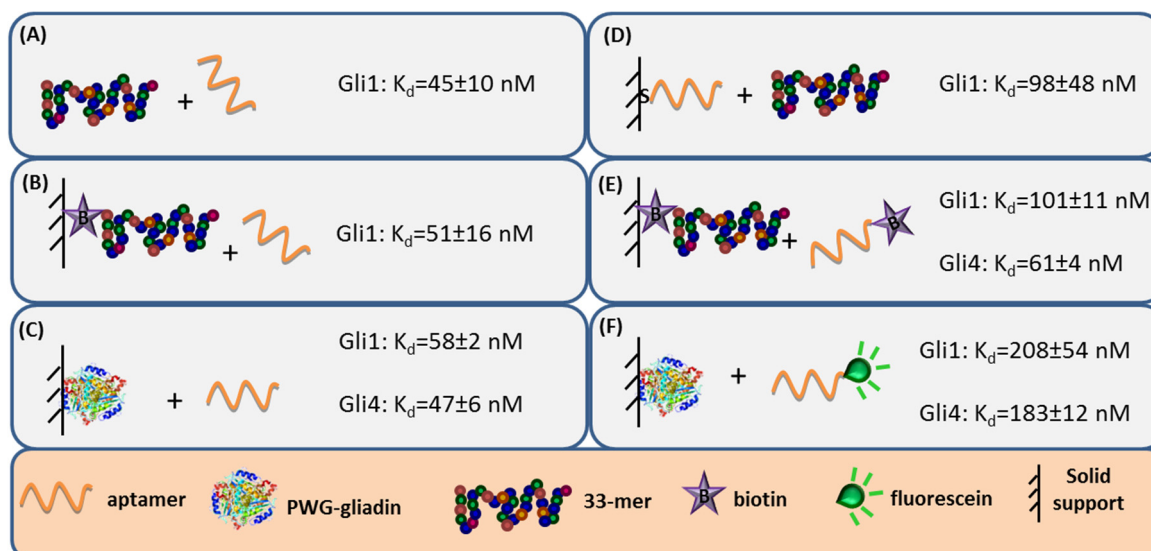 (A)
Gli1: Kd=45±10 nM
(B)
B
Gli1: Kd=51±16 nM
(C)
Gli1: Kd=58±2 nM
Gli4: Kd=47±6 nM
(D)
S
Gli1: Kd=98±48 nM
(E)
B
B
Gli1: Kd=101±11 nM
Gli4: Kd=61±4 nM
(F)
Gli1: Kd=208±54 nM
Gli4: Kd=183±12 nM
aptamer
PWG-gliadin
33-mer
B
biotin
fluorescein
Solid
support